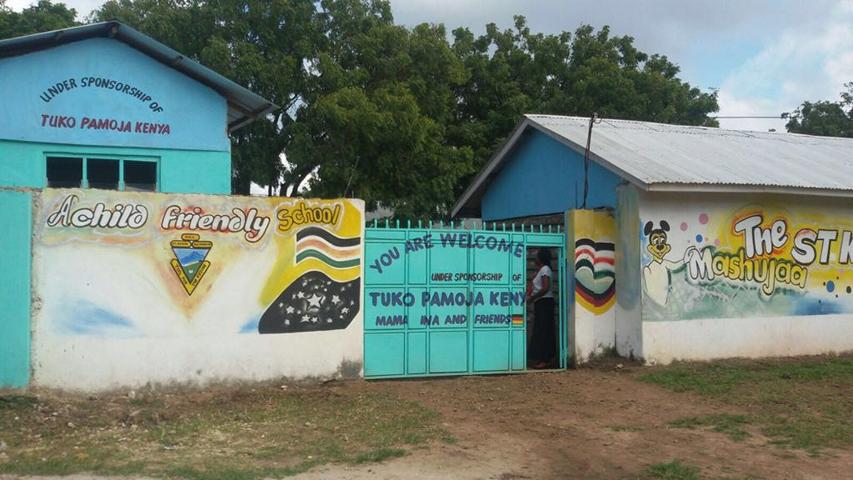 UNDER SPONSORSHIP OF
TUKO PAMOJA KENYA
Achild friendly School
YOU ARE WELCOME
UNDER SPONSORSHIP OF
TUKO PAMOJA KENY
MAMA INA AND FRIENDS
The ST K
Mashujaa